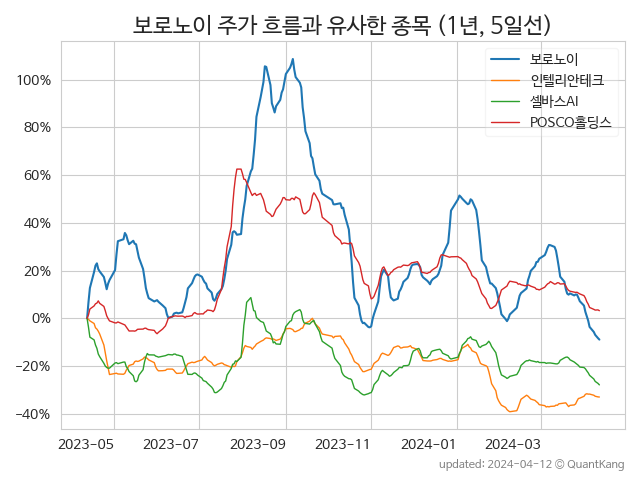 보로노이 주가 흐름과 유사한 종목 (1년, 5일선)
보로노이
인텔리안테크
셀바스AI
POSCO홀딩스
100%
80%
60%
40%
20%
0%
−20%
−40%
2023-05 2023-07 2023-09 2023-11 2024-01 2024-03
updated: 2024-04-12 © QuantKang